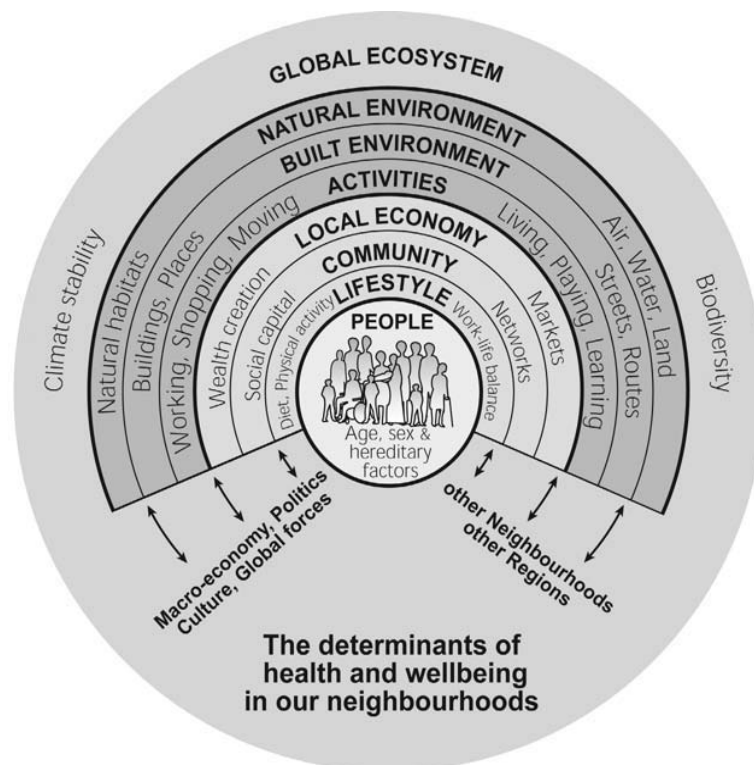 GLOBAL ECOSYSTEM
NATURAL ENVIRONMENT
BUILT ENVIRONMENT
ACTIVITIES
LOCAL ECONOMY
COMMUNITY
LIFESTYLE
PEOPLE
Age, sex &
hereditary
factors
Climate stability
Natural habitats
Buildings, Places
Working, Shopping, Moving
Wealth creation
Social capital
Diet, Physical activity
Work-life balance
Networks
Markets
Living, Playing, Learning
Streets, Routes
Air, Water, Land
Biodiversity
Macro-economy, Politics
Culture, Global forces
other Neighbourhoods
other Regions
The determinants of
health and wellbeing
in our neighbourhoods